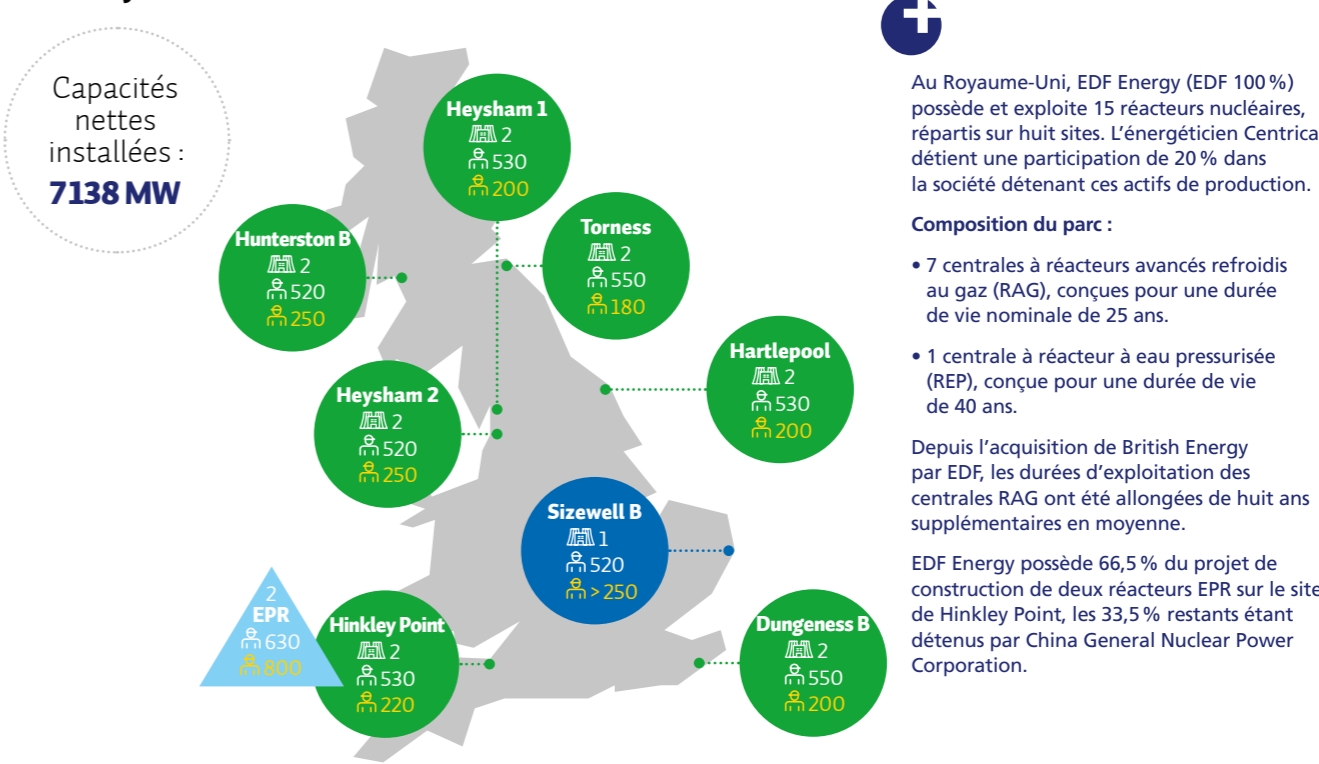 Capacités
nettes
installées :
7138 MW
Heysham 1
2
530
200
Hunterston B
2
520
250
Torness
2
550
180
Hartlepool
2
530
200
Heysham 2
2
520
250
Sizewell B
1
520
> 250
2
EPR
630
800
Hinkley Point
2
530
220
Dungeness B
2
550
200
+
Au Royaume-Uni, EDF Energy (EDF 100 %)
possède et exploite 15 réacteurs nucléaires,
répartis sur huit sites. L’énergéticien Centrica
détient une participation de 20 % dans
la société détenant ces actifs de production.
Composition du parc :
• 7 centrales à réacteurs avancés refroidis
au gaz (RAG), conçues pour une durée
de vie nominale de 25 ans.
• 1 centrale à réacteur à eau pressurisée
(REP), conçue pour une durée de vie
de 40 ans.
Depuis l’acquisition de British Energy
par EDF, les durées d’exploitation des
centrales RAG ont été allongées de huit ans
supplémentaires en moyenne.
EDF Energy possède 66,5 % du projet de
construction de deux réacteurs EPR sur le site
de Hinkley Point, les 33,5 % restants étant
détenus par China General Nuclear Power
Corporation.